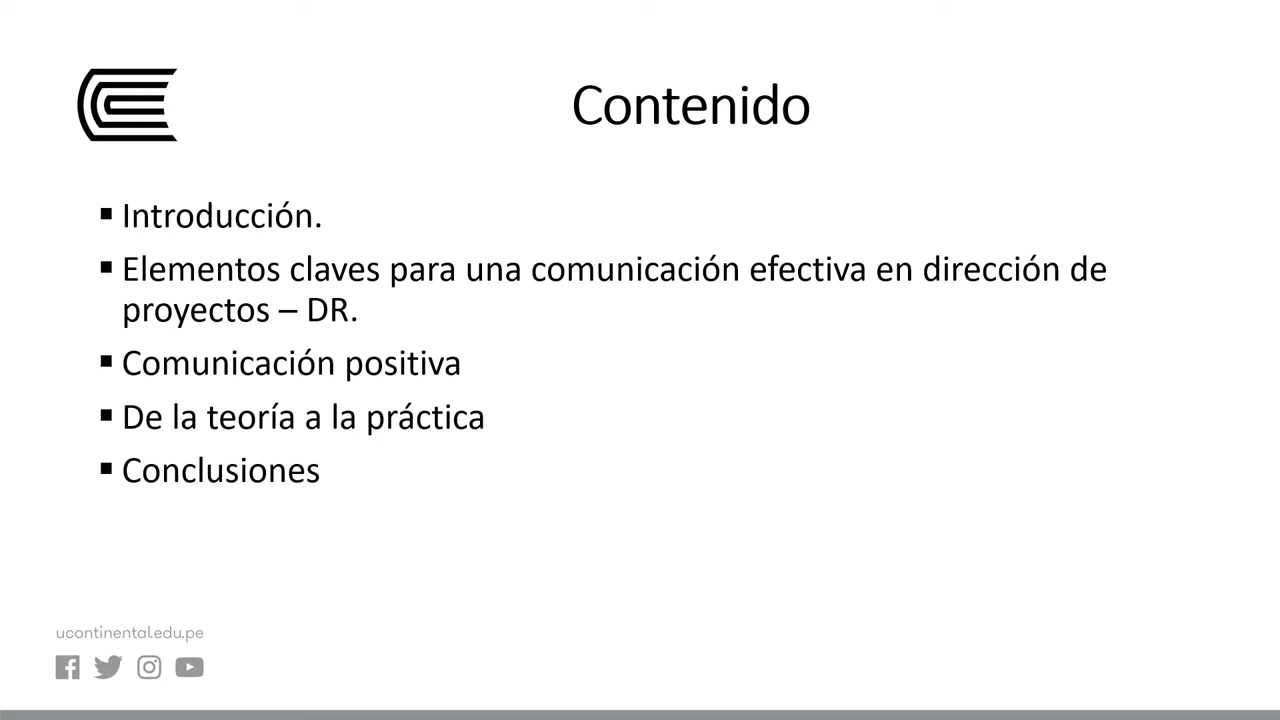 Contenido
▪ Introducción.
▪ Elementos claves para una comunicación efectiva en dirección de
proyectos – DR.
▪ Comunicación positiva
▪ De la teoría a la práctica
▪ Conclusiones
ucontinental.edu.pe